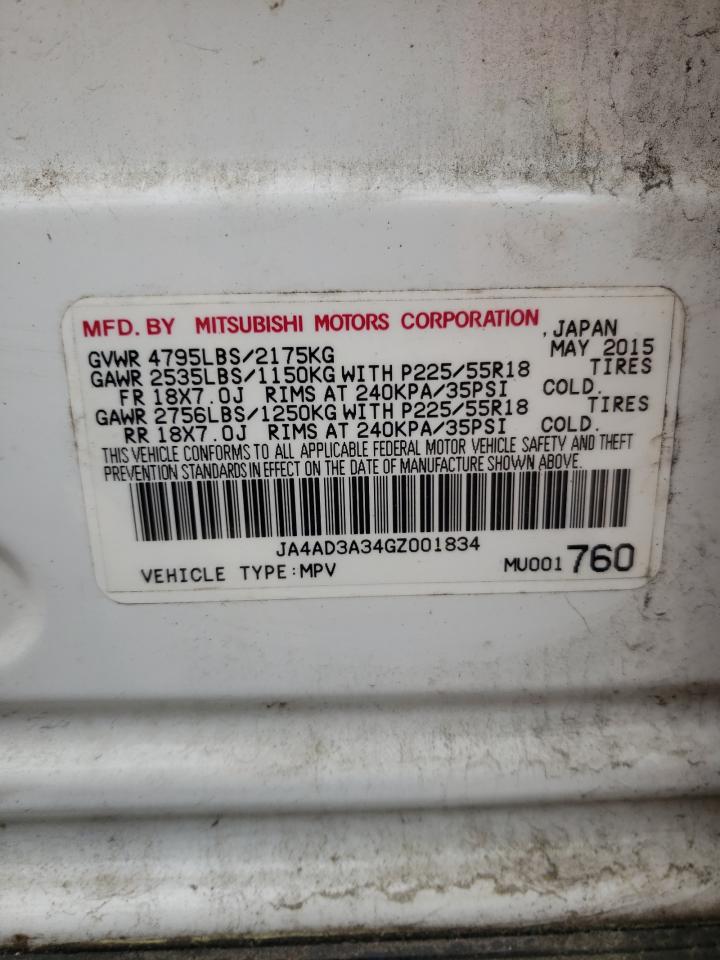 MFD. BY MITSUBISHI MOTORS CORPORATION , JAPAN
GVWR 4795LBS/2175KG MAY 2015
GAWR 2535LBS/1150KG WITH P225/55R18 TIRES
FR 18X7.0J RIMS AT 240KPA/35PSI COLD.
GAWR 2756LBS/1250KG WITH P225/55R18 TIRES
RR 18X7.0J RIMS AT 240KPA/35PSI COLD.
THIS VEHICLE CONFORMS TO ALL APPLICABLE FEDERAL MOTOR VEHICLE SAFETY AND THEFT
PREVENTION STANDARDS IN EFFECT ON THE DATE OF MANUFACTURE SHOWN ABOVE.
JA4AD3A34GZ001834
VEHICLE TYPE:MPV MU001 760